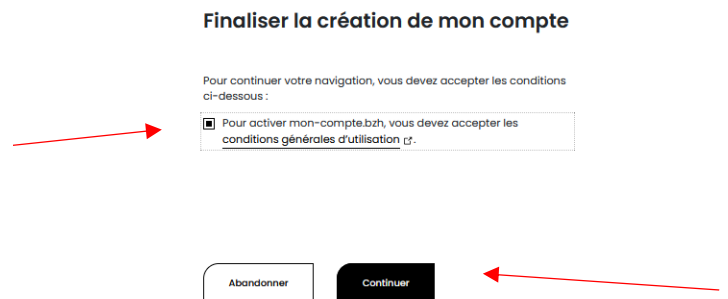 Finaliser la création de mon compte
Pour continuer votre navigation, vous devez accepter les conditions
ci-dessous :
Pour activer mon-compte.bzh, vous devez accepter les
conditions générales d’utilisation.
Abandonner
Continuer